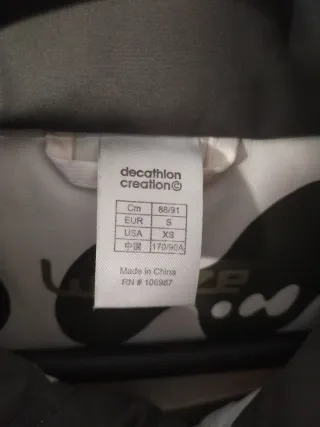 decathlon
creation©
Cm 88/91
EUR S
USA XS
中国 170/90A
Made in China
RN # 106987